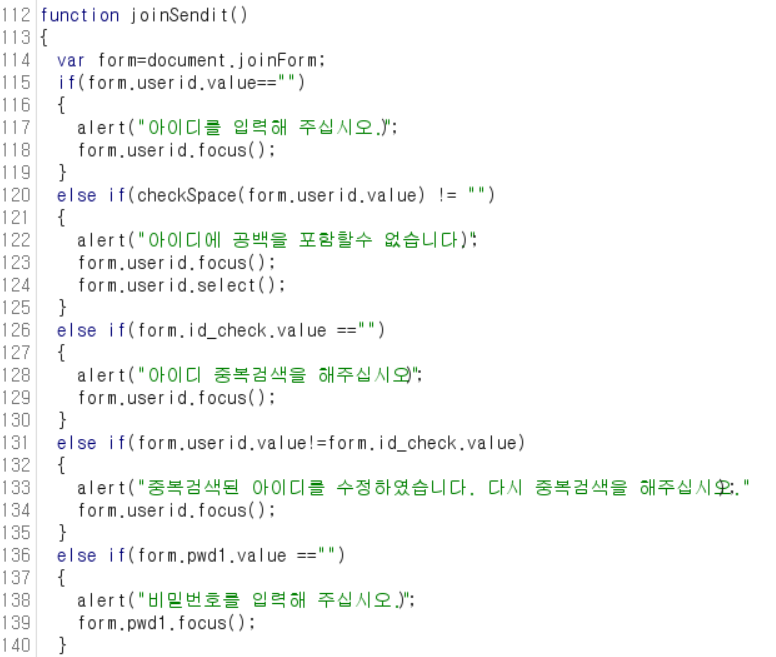 112 function joinSendit()
113 {
114   var form=document.joinForm;
115   if(form.userid.value=="")
116   {
117     alert("아이디를 입력해 주십시오.");
118     form.userid.focus();
119   }
120   else if(checkSpace(form.userid.value) != "")
121   {
122     alert("아이디에 공백을 포함할수 없습니다");
123     form.userid.focus();
124     form.userid.select();
125   }
126   else if(form.id_check.value =="")
127   {
128     alert("아이디 중복검색을 해주십시오");
129     form.userid.focus();
130   }
131   else if(form.userid.value!=form.id_check.value)
132   {
133     alert("중복검색된 아이디를 수정하였습니다. 다시 중복검색을 해주십시오.");
134     form.userid.focus();
135   }
136   else if(form.pwd1.value =="")
137   {
138     alert("비밀번호를 입력해 주십시오.");
139     form.pwd1.focus();
140   }